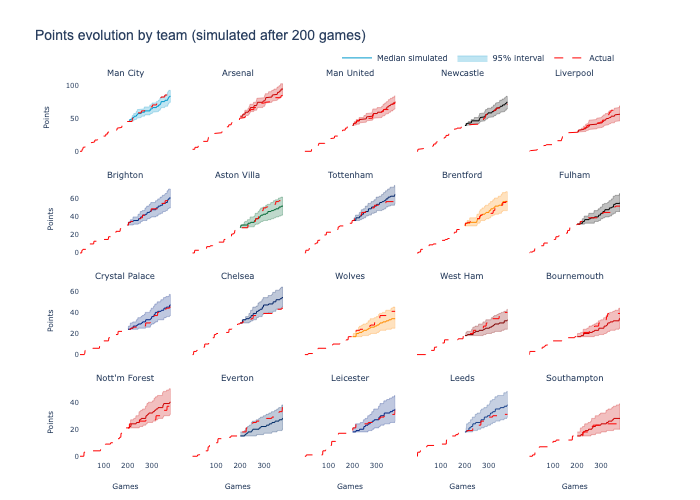 Points evolution by team (simulated after 200 games)
Median simulated 95% interval Actual
Man City Arsenal Man United Newcastle Liverpool
100
50
0
Points
Brighton Aston Villa Tottenham Brentford Fulham
60
40
20
0
Points
Crystal Palace Chelsea Wolves West Ham Bournemouth
60
40
20
0
Points
Nott'm Forest Everton Leicester Leeds Southampton
40
20
0
Points
100 200 300 100 200 300 100 200 300 100 200 300 100 200 300
Games Games Games Games Games